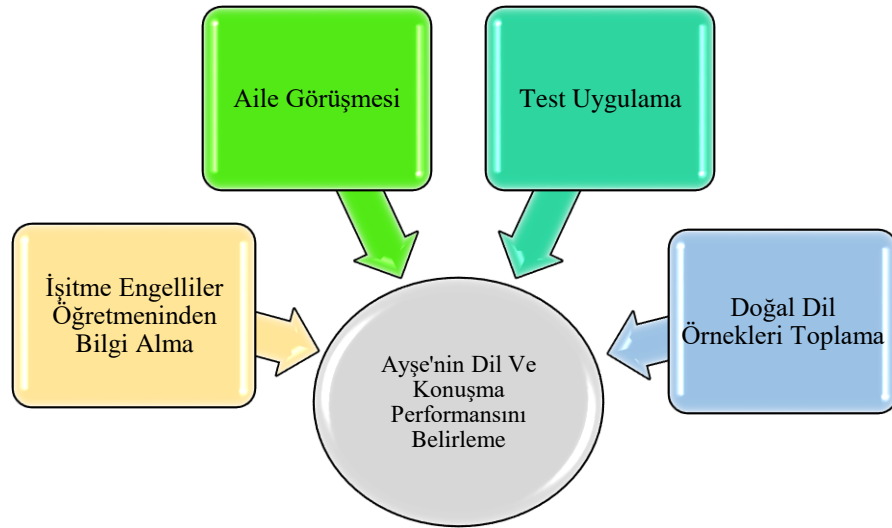 Aile Görüşmesi
Test Uygulama
İşitme Engelliler
Öğretmeninden
Bilgi Alma
Doğal Dil
Örnekleri Toplama
Ayşe'nin Dil Ve
Konuşma
Performansını
Belirleme